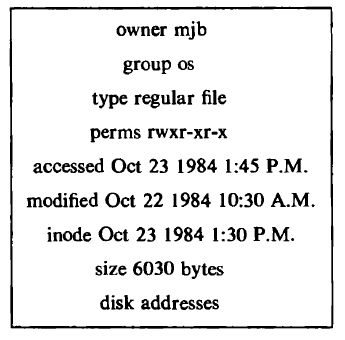 owner mjb
group os
type regular file
perms rwxr-xr-x
accessed Oct 23 1984 1:45 P.M.
modified Oct 22 1984 10:30 A.M.
inode Oct 23 1984 1:30 P.M.
size 6030 bytes
disk addresses